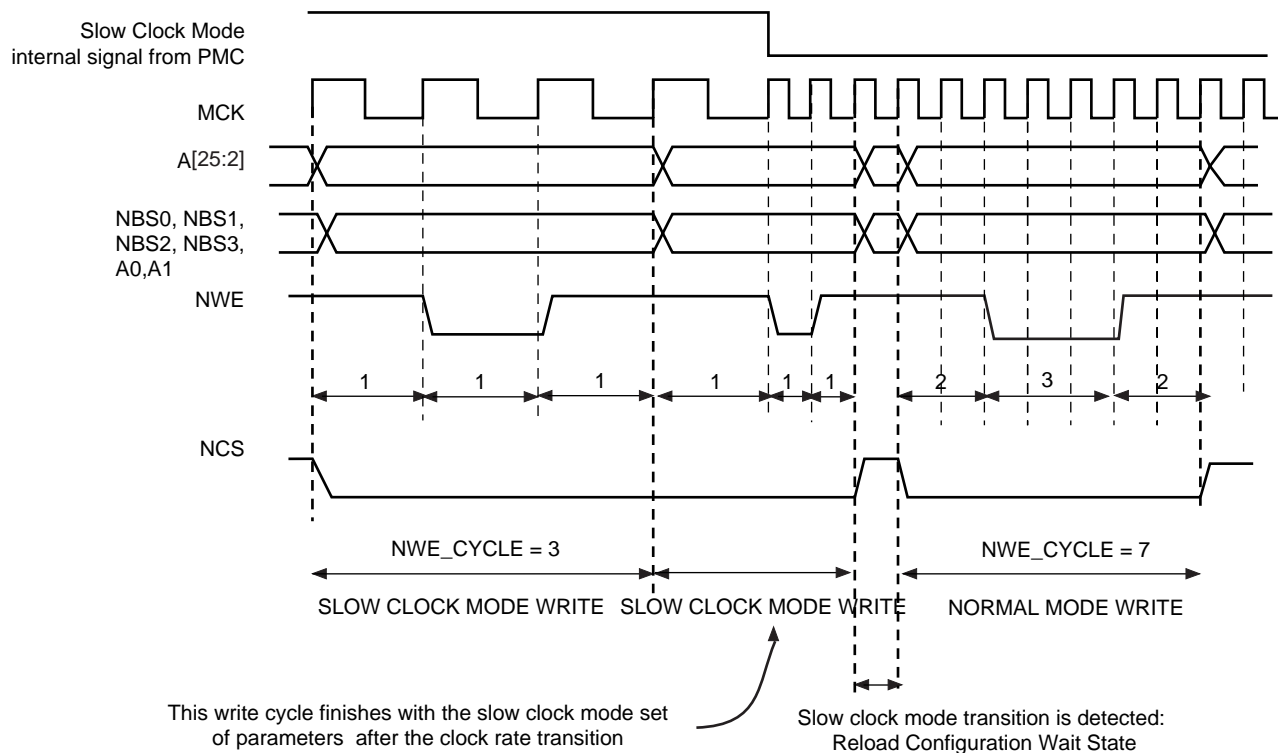 Slow Clock Mode
internal signal from PMC
MCK
A[25:2]
NBS0, NBS1,
NBS2, NBS3,
A0,A1
NWE
1 1 1 1 1 1 2 3 2
NCS
NWE_CYCLE = 3 NWE_CYCLE = 7
SLOW CLOCK MODE WRITE SLOW CLOCK MODE WRITE NORMAL MODE WRITE
This write cycle finishes with the slow clock mode set
of parameters after the clock rate transition
Slow clock mode transition is detected:
Reload Configuration Wait State